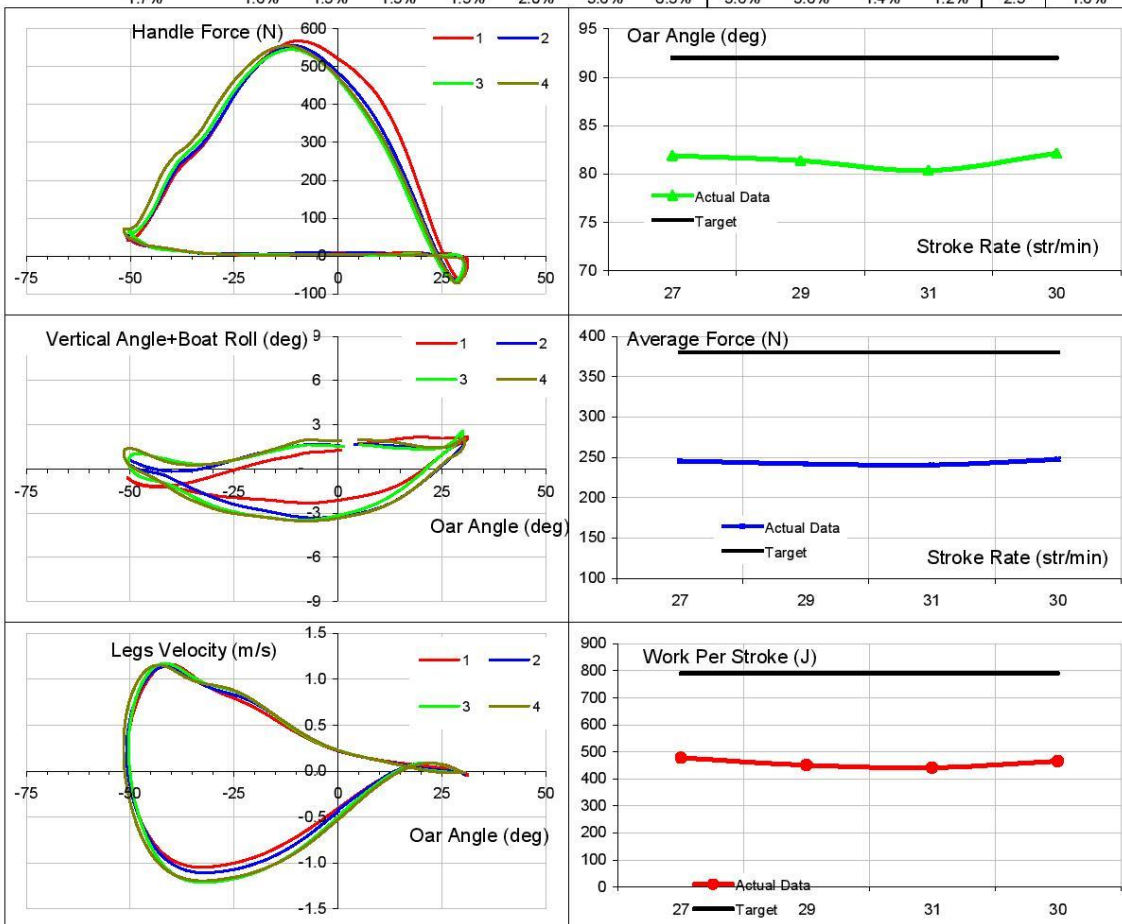 Handle Force (N)
1 2
3 4
600
500
400
300
200
100
0
-100
-75 -50 -25 0 25 50
Oar Angle (deg)
95
90
85
80
75
70
Actual Data
Target
Stroke Rate (str/min)
27 29 31 30
Vertical Angle+Boat Roll (deg)
1 2
3 4
9
6
3
-3
-6
-9
-75 -50 -25 0 25 50
Oar Angle (deg)
Average Force (N)
400
350
300
250
200
150
100
Actual Data
Target
Stroke Rate (str/min)
27 29 31 30
Legs Velocity (m/s)
1 2
3 4
1.5
1.0
0.5
0.0
-0.5
-1.0
-1.5
-75 -50 -25 0 25 50
Oar Angle (deg)
Work Per Stroke (J)
900
800
700
600
500
400
300
200
100
0
Actual Data
Target
27 29 31 30